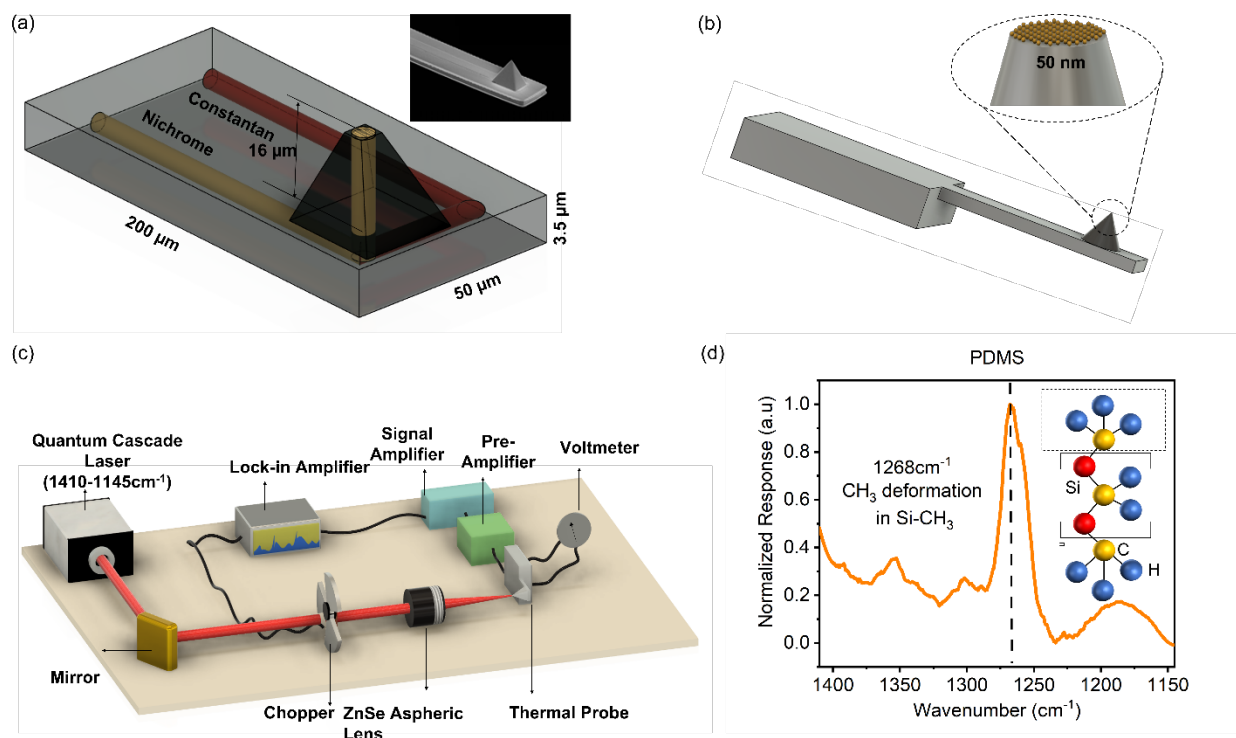 (a)
Constantan
Nichrome
16 μm
200 μm
50 μm
3.5 μm
(b)
50 nm
(c)
Quantum Cascade
Laser
(1410-1145cm⁻¹)
Lock-in Amplifier
Signal
Amplifier
Pre-
Amplifier
Voltmeter
Mirror
Chopper
ZnSe Aspheric
Lens
Thermal Probe
(d)
PDMS
Normalized Response (a.u)
1.0
0.8
0.6
0.4
0.2
0.0
1268cm⁻¹
CH₃ deformation
in Si-CH₃
Si
C
H
1400
1350
1300
1250
1200
1150
Wavenumber (cm⁻¹)